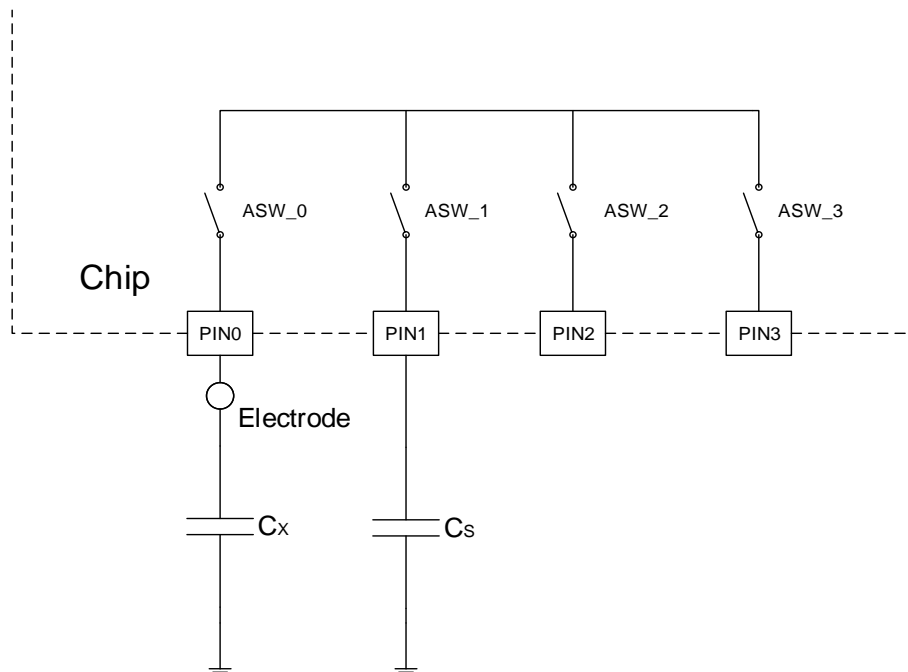 ASW_0
ASW_1
ASW_2
ASW_3
Chip
PIN0
PIN1
PIN2
PIN3
Electrode
CX
CS